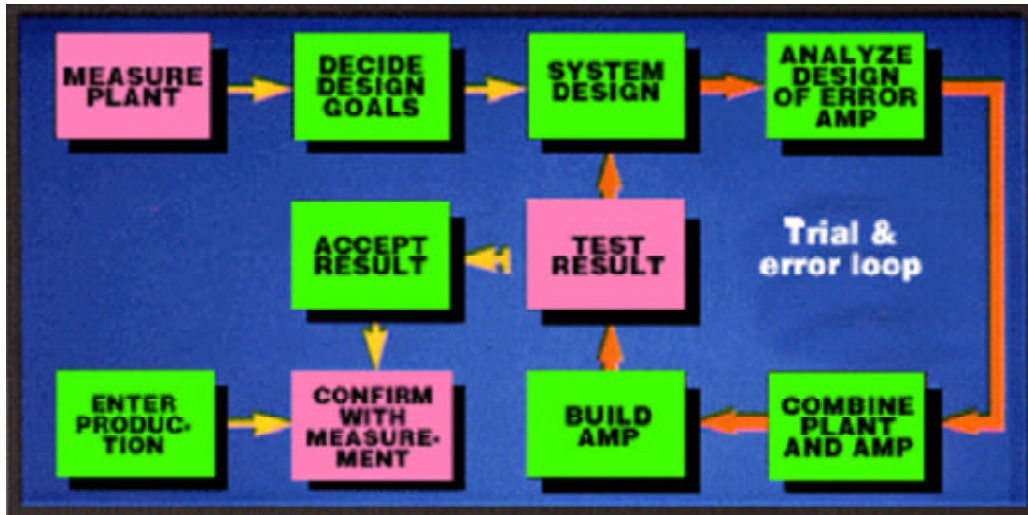 MEASURE
PLANT
DECIDE
DESIGN
GOALS
SYSTEM
DESIGN
ANALYZE
DESIGN
OF ERROR
AMP
ACCEPT
RESULT
TEST
RESULT
Trial &
error loop
ENTER
PRODUC-
TION
CONFIRM
WITH
MEASURE-
MENT
BUILD
AMP
COMBINE
PLANT
AND AMP